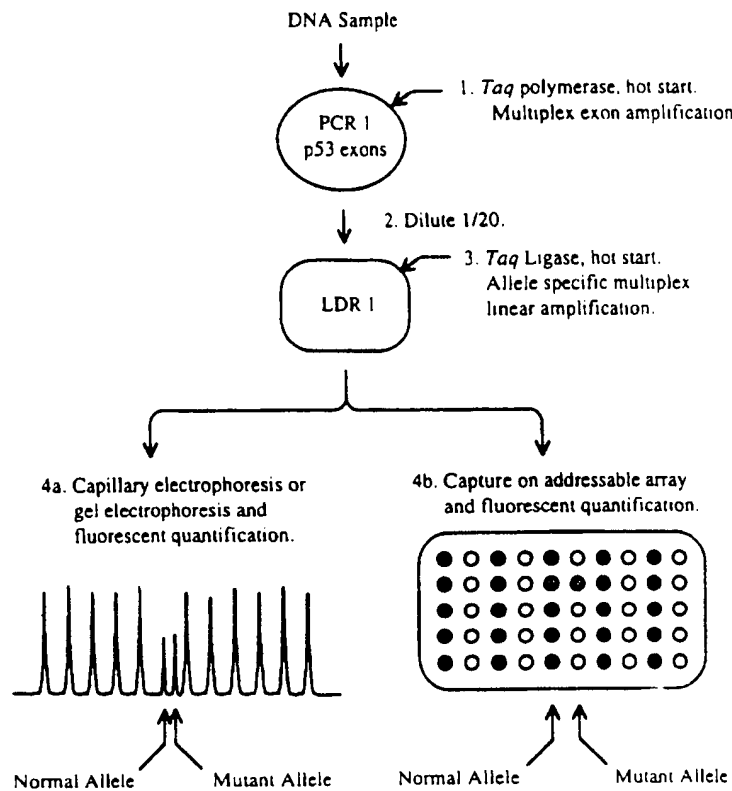 DNA Sample
1. Taq polymerase, hot start.
Multiplex exon amplification
PCR 1
p53 exons
2. Dilute 1/20.
3. Taq Ligase, hot start.
Allele specific multiplex
linear amplification.
LDR 1
4a. Capillary electrophoresis or
gel electrophoresis and
fluorescent quantification.
4b. Capture on addressable array
and fluorescent quantification.
Normal Allele
Mutant Allele
Normal Allele
Mutant Allele